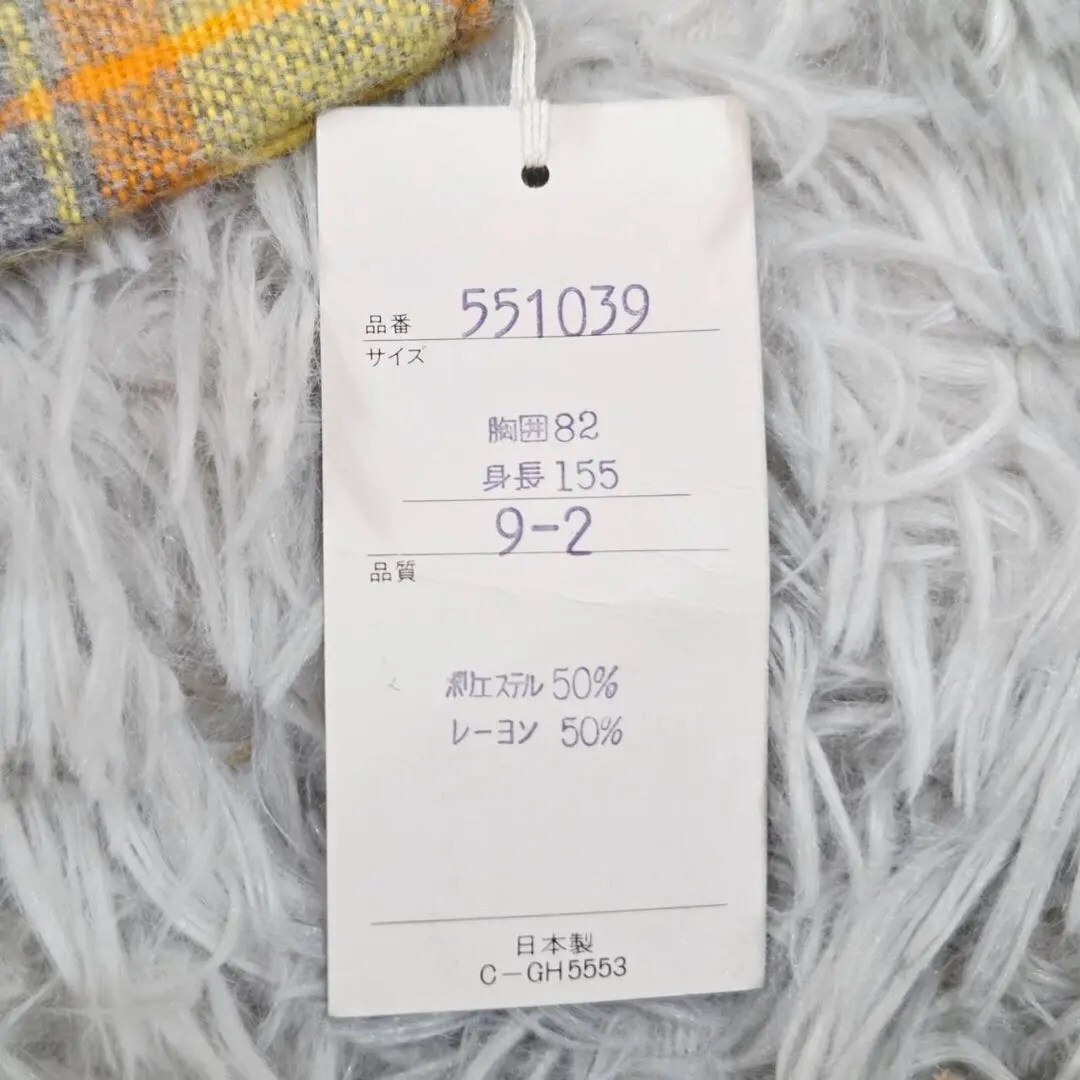 品番 551039
サイズ
胸囲82
身長155
9-2
品質
ポリエステル 50%
レーヨン 50%
日本製
C-GH5553